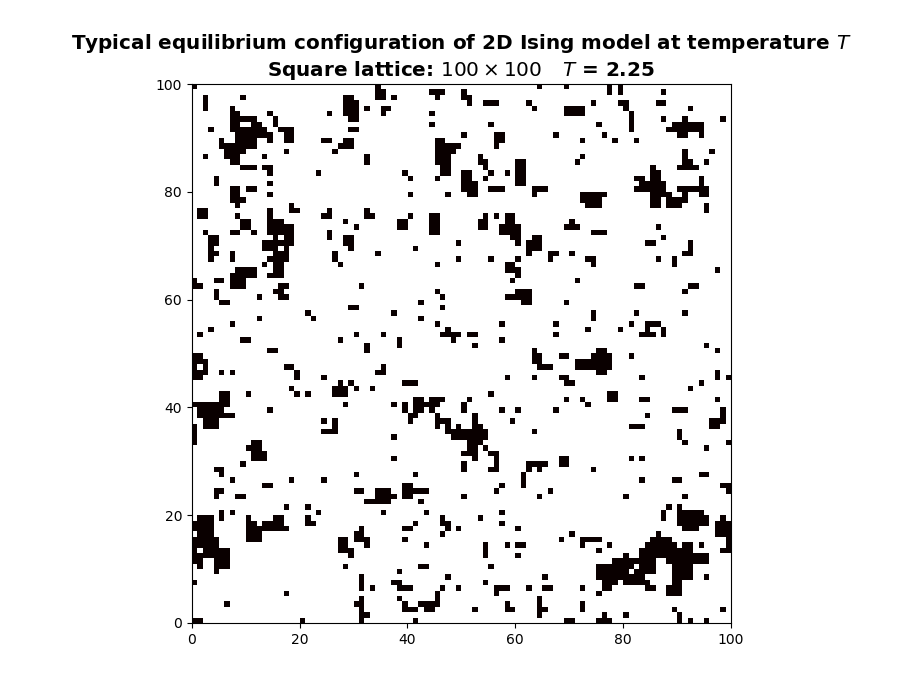 Typical equilibrium configuration of 2D Ising model at temperature T
Square lattice: 100 × 100 T = 2.25
100
80
60
40
20
0
0 20 40 60 80 100